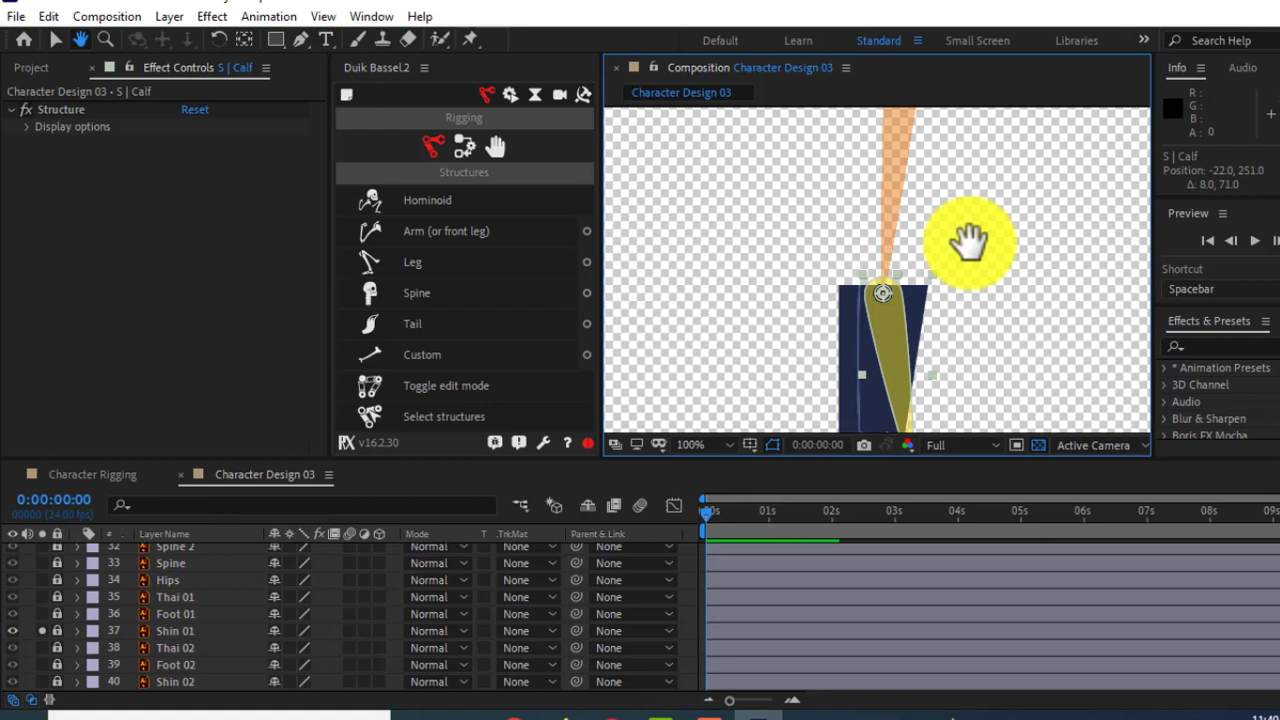 File Edit Composition Layer Effect Animation View Window Help
Default Learn Standard Small Screen Libraries Search Help
Project Effect Controls S | Calf
Character Design 03 • S | Calf
fx Structure Reset
Display options
Duik Bassel.2
Rigging
Structures
Hominoid
Arm (or front leg)
Leg
Spine
Tail
Custom
Toggle edit mode
Select structures
v16.2.30
Composition Character Design 03
Character Design 03
100% 0:00:00:00 Full Active Camera
Info Audio
R :
G :
B :
A : 0
S | Calf
Position: -22.0, 251.0
Δ: 8.0, 71.0
Preview
Shortcut
Spacebar
Effects & Presets
* Animation Presets
3D Channel
Audio
Blur & Sharpen
Boris FX Mocha
Character Rigging Character Design 03
0:00:00:00
00000 (24.00 fps)
# Layer Name fx Mode T .TrkMat Parent & Link
32 Spine 2 Normal None None
33 Spine Normal None None
34 Hips Normal None None
35 Thai 01 Normal None None
36 Foot 01 Normal None None
37 Shin 01 Normal None None
38 Thai 02 Normal None None
39 Foot 02 Normal None None
40 Shin 02 Normal None None
00s 01s 02s 03s 04s 05s 06s 07s 08s 09s